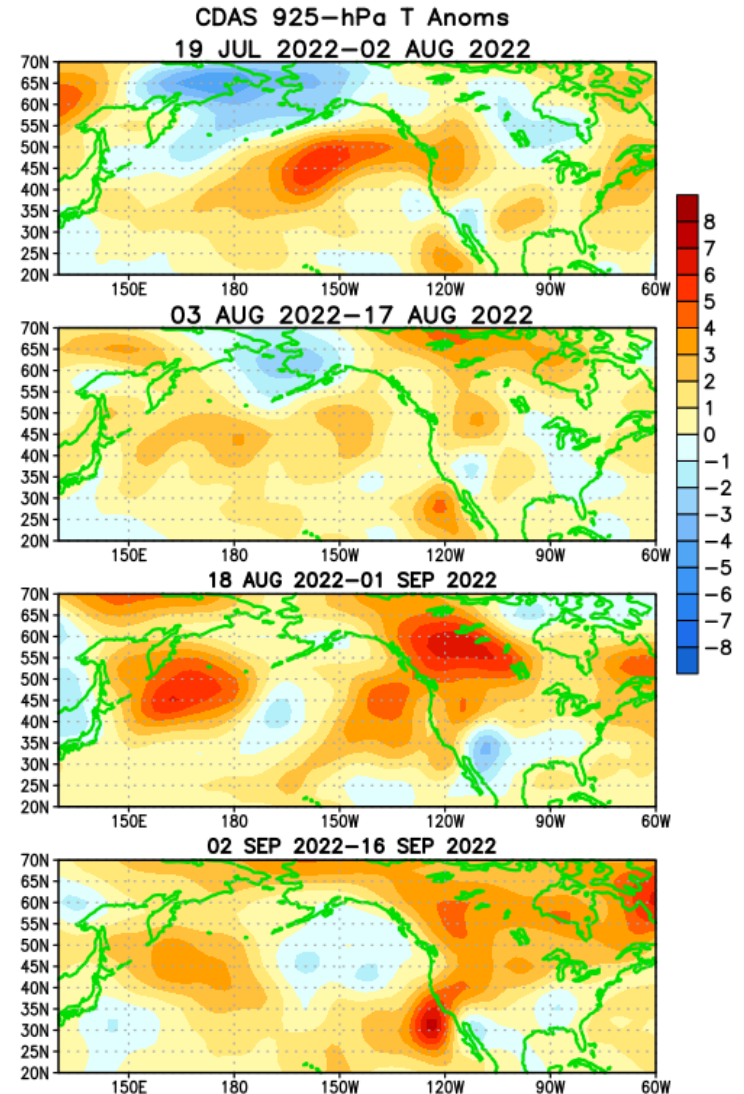 CDAS 925-hPa T Anoms
19 JUL 2022-02 AUG 2022
70N
65N
60N
55N
50N
45N
40N
35N
30N
25N
20N
150E 180 150W 120W 90W 60W
03 AUG 2022-17 AUG 2022
70N
65N
60N
55N
50N
45N
40N
35N
30N
25N
20N
150E 180 150W 120W 90W 60W
18 AUG 2022-01 SEP 2022
70N
65N
60N
55N
50N
45N
40N
35N
30N
25N
20N
150E 180 150W 120W 90W 60W
02 SEP 2022-16 SEP 2022
70N
65N
60N
55N
50N
45N
40N
35N
30N
25N
20N
150E 180 150W 120W 90W 60W
8
7
6
5
4
3
2
1
0
-1
-2
-3
-4
-5
-6
-7
-8